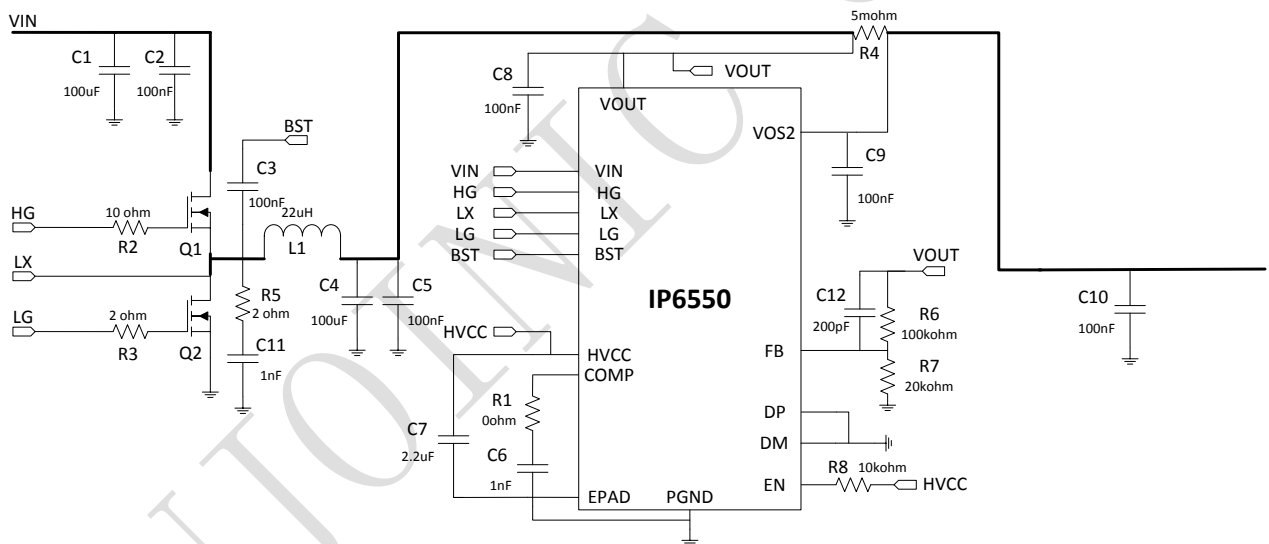 VIN
C1
100uF
C2
100nF
BST
C3
100nF
HG
10 ohm
R2
Q1
LX
22uH
L1
LG
2 ohm
R3
Q2
R5
2 ohm
C11
1nF
C4
100uF
C5
100nF
5mohm
R4
C8
100nF
VOUT
VOUT
VOS2
C9
100nF
VIN
HG
LX
LG
BST
VIN
HG
LX
LG
BST
IP6550
HVCC
HVCC
COMP
R1
0ohm
C7
2.2uF
C6
1nF
EPAD
PGND
VOUT
C12
200pF
R6
100kohm
FB
R7
20kohm
DP
DM
EN
R8
10kohm
HVCC
C10
100nF